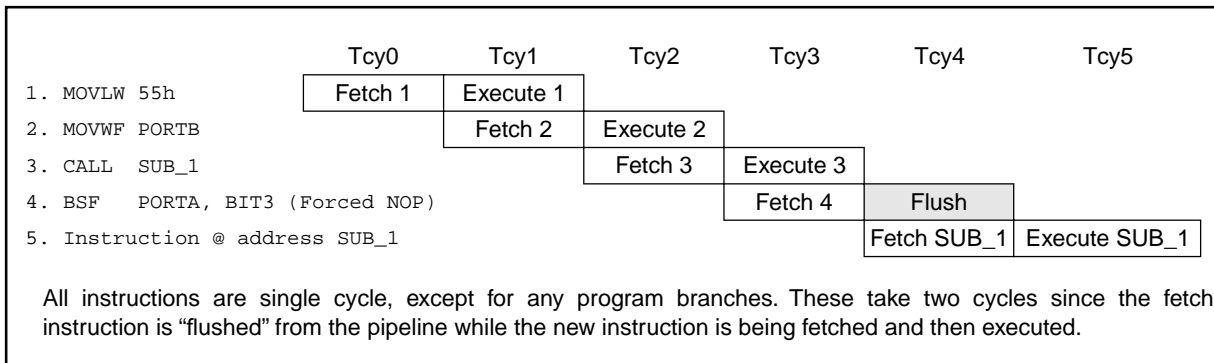 Tcy0 Tcy1 Tcy2 Tcy3 Tcy4 Tcy5
1. MOVLW 55h Fetch 1 Execute 1
2. MOVWF PORTB Fetch 2 Execute 2
3. CALL SUB_1 Fetch 3 Execute 3
4. BSF PORTA, BIT3 (Forced NOP) Fetch 4 Flush
5. Instruction @ address SUB_1 Fetch SUB_1 Execute SUB_1
All instructions are single cycle, except for any program branches. These take two cycles since the fetch
instruction is “flushed” from the pipeline while the new instruction is being fetched and then executed.